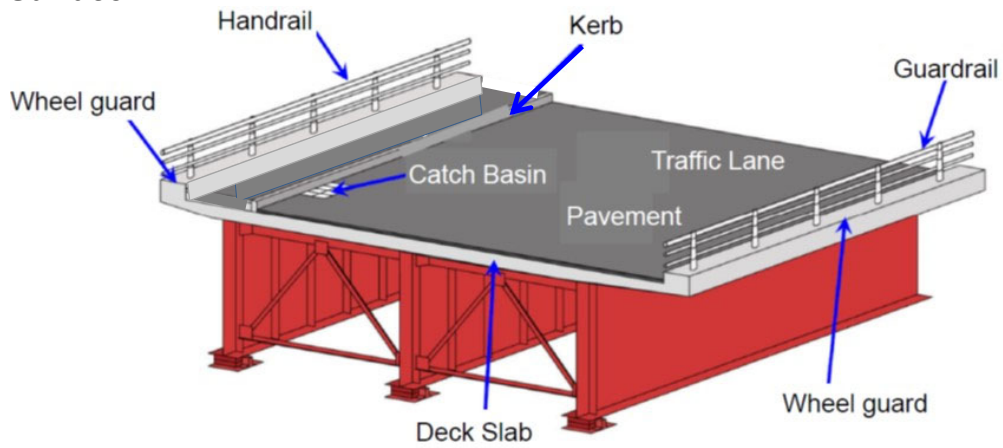 Handrail
Kerb
Guardrail
Wheel guard
Traffic Lane
Catch Basin
Pavement
Wheel guard
Deck Slab